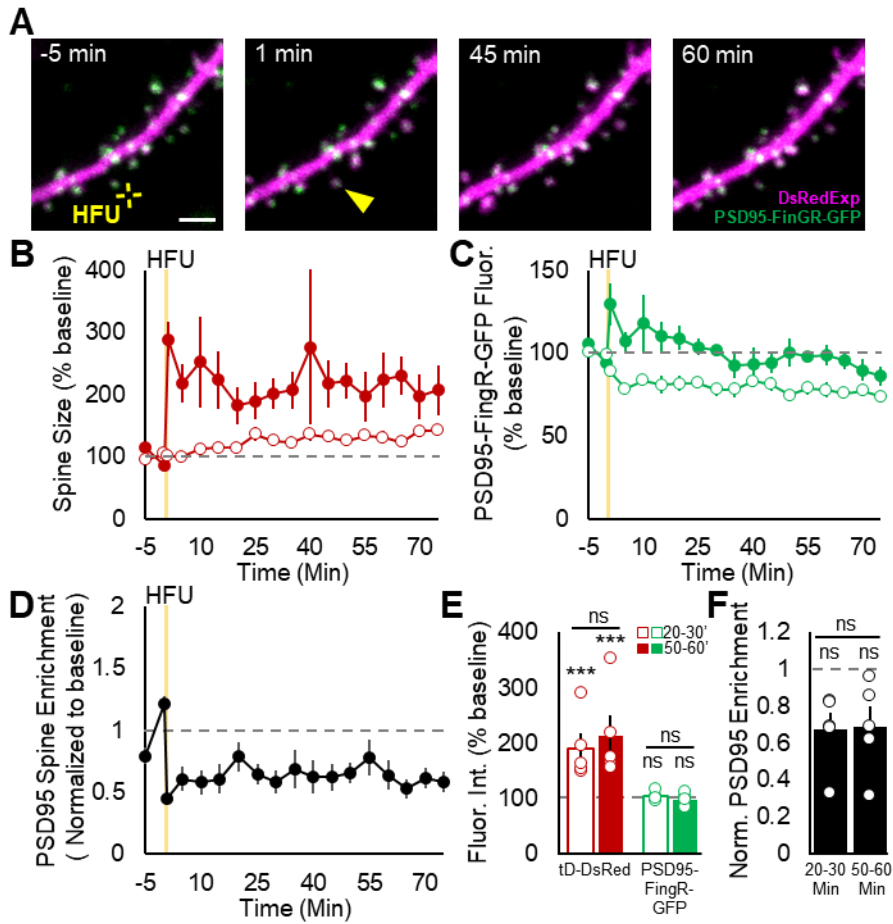 A
-5 min
1 min
45 min
60 min
HFU
DsRedExp
PSD95-FinGR-GFP
B
HFU
Spine Size (% baseline)
400
300
200
100
0
-5 10 25 40 55 70
Time (Min)
C
HFU
PSD95-FingR-GFP Fluor.
(% baseline)
150
100
50
0
-5 10 25 40 55 70
Time (Min)
D
HFU
PSD95 Spine Enrichment
( Normalized to baseline)
2
1.5
1
0.5
0
-5 10 25 40 55 70
Time (Min)
E
Fluor. Int. (% baseline)
400
300
200
100
0
ns
20-30'
50-60'
***
***
ns
ns ns
tD-DsRed
PSD95-
FingR-
GFP
F
Norm. PSD95 Enrichment
1.2
1
0.8
0.6
0.4
0.2
0
ns
ns ns
20-30
Min
50-60
Min